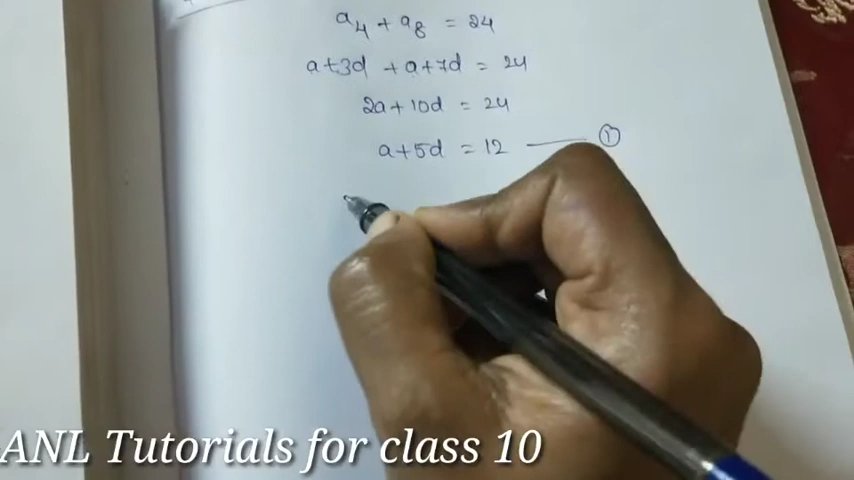 a₄ + a₈ = 24
a+3d + a+7d = 24
2a+10d = 24
a+5d = 12 —— ①
ANL Tutorials for class 10